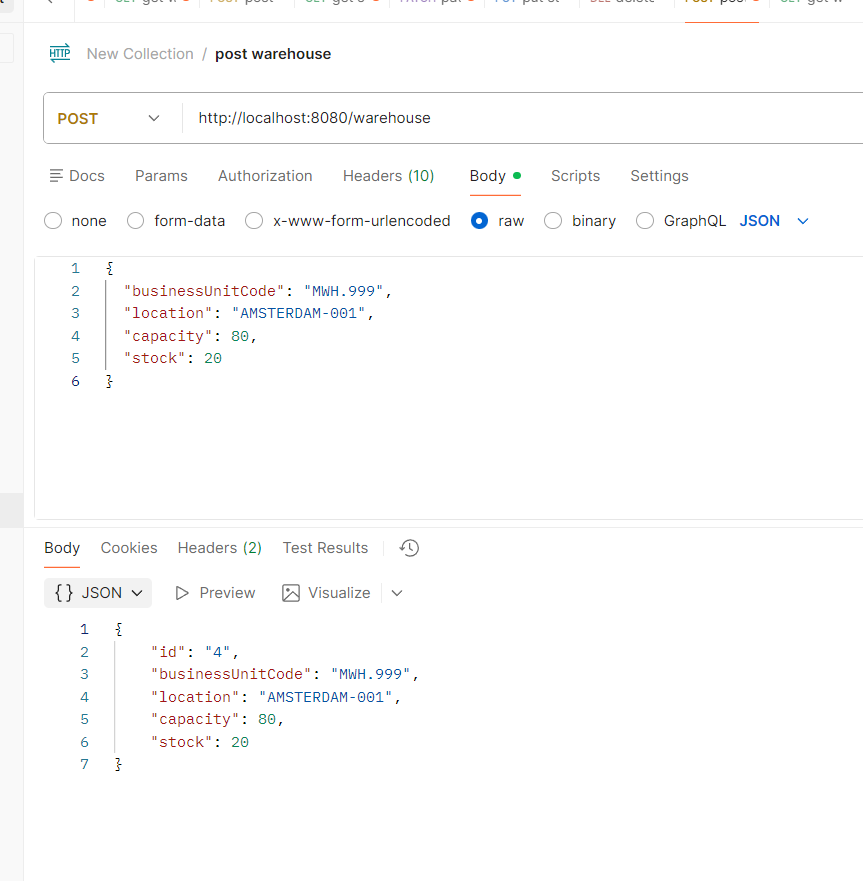 HTTP New Collection / post warehouse
POST http://localhost:8080/warehouse
Docs Params Authorization Headers (10) Body Scripts Settings
none form-data x-www-form-urlencoded raw binary GraphQL JSON
1 {
2 "businessUnitCode": "MWH.999",
3 "location": "AMSTERDAM-001",
4 "capacity": 80,
5 "stock": 20
6 }
Body Cookies Headers (2) Test Results
{} JSON Preview Visualize
1 {
2 "id": "4",
3 "businessUnitCode": "MWH.999",
4 "location": "AMSTERDAM-001",
5 "capacity": 80,
6 "stock": 20
7 }